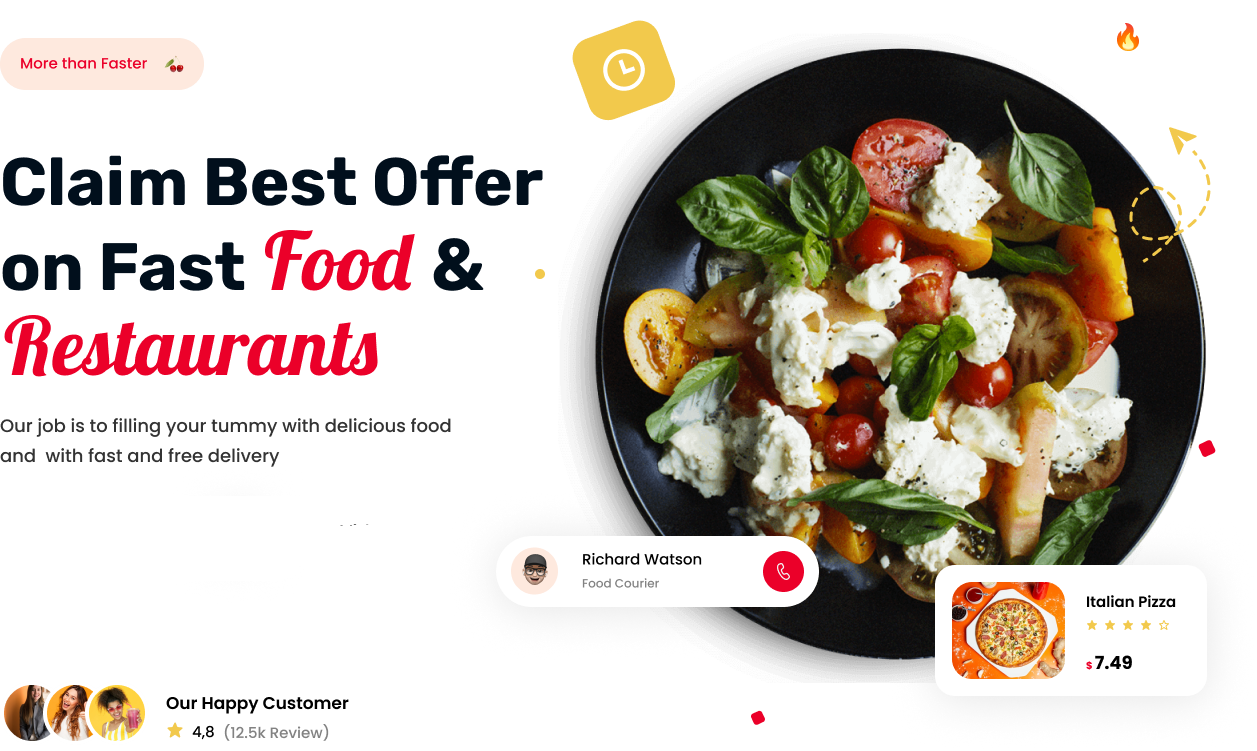 More than Faster
Claim Best Offer
on Fast Food &
Restaurants
Our job is to filling your tummy with delicious food
and with fast and free delivery
Richard Watson
Food Courier
Italian Pizza
$7.49
Our Happy Customer
4,8 (12.5k Review)